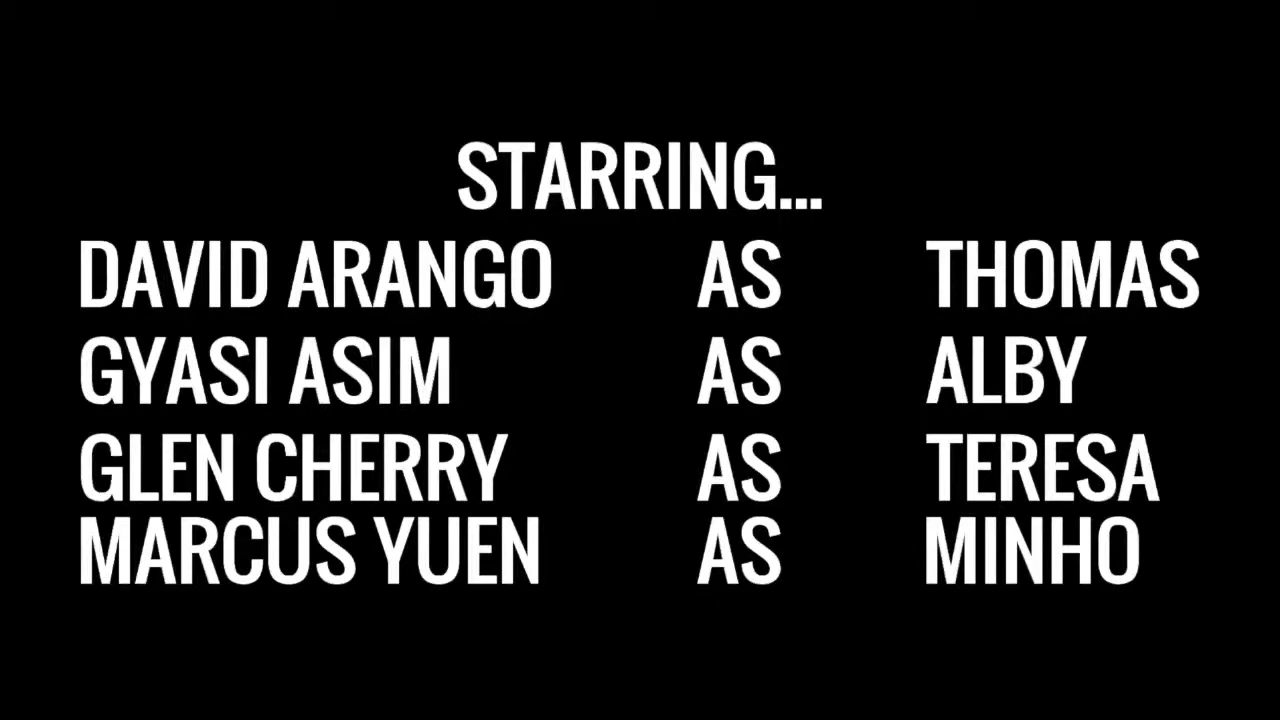 STARRING...
DAVID ARANGO AS THOMAS
GYASI ASIM AS ALBY
GLEN CHERRY AS TERESA
MARCUS YUEN AS MINHO